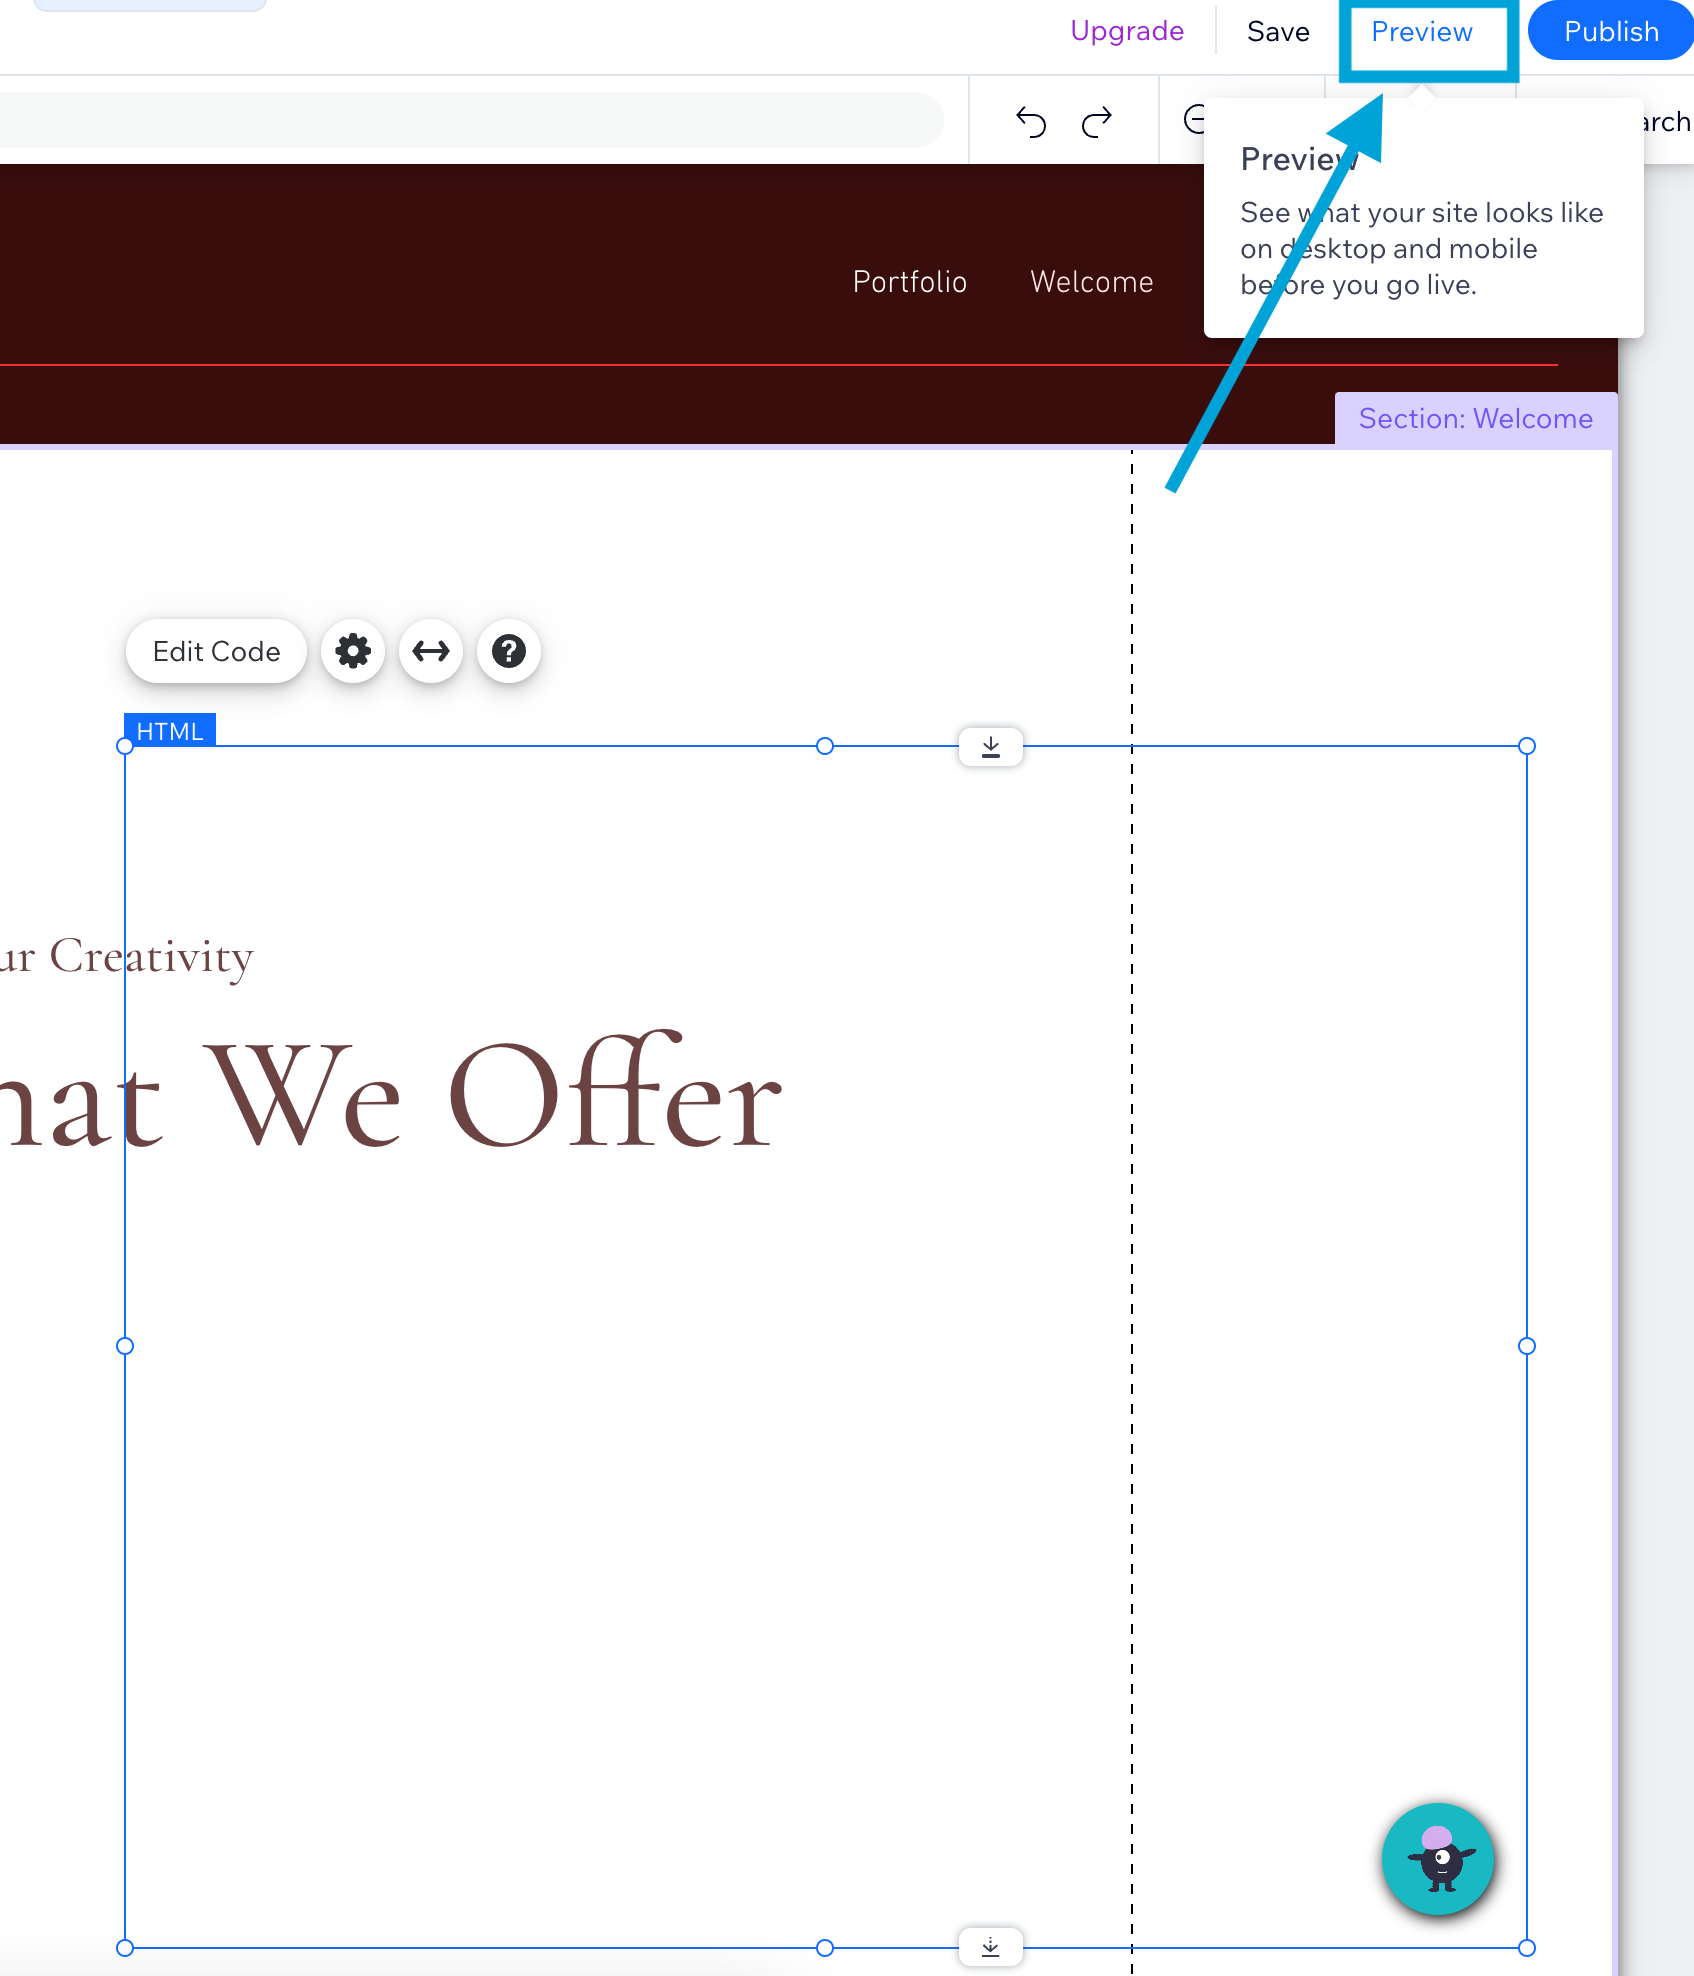 Upgrade
Save
Preview
Publish
arch
Preview
See what your site looks like
on desktop and mobile
before you go live.
Portfolio
Welcome
Section: Welcome
Edit Code
?
HTML
ur Creativity
hat We Offer